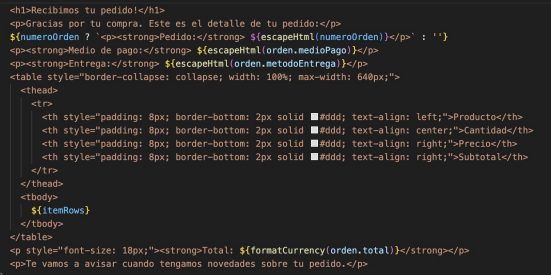 <h1>Recibimos tu pedido!</h1>
<p>Gracias por tu compra. Este es el detalle de tu pedido:</p>
${numeroOrden ? `<p><strong>Pedido:</strong> ${escapeHtml(numeroOrden)}</p>` : ''}
<p><strong>Medio de pago:</strong> ${escapeHtml(orden.medioPago)}</p>
<p><strong>Entrega:</strong> ${escapeHtml(orden.metodoEntrega)}</p>
<table style="border-collapse: collapse; width: 100%; max-width: 640px;">
<thead>
<tr>
<th style="padding: 8px; border-bottom: 2px solid #ddd; text-align: left;">Producto</th>
<th style="padding: 8px; border-bottom: 2px solid #ddd; text-align: center;">Cantidad</th>
<th style="padding: 8px; border-bottom: 2px solid #ddd; text-align: right;">Precio</th>
<th style="padding: 8px; border-bottom: 2px solid #ddd; text-align: right;">Subtotal</th>
</tr>
</thead>
<tbody>
${itemRows}
</tbody>
</table>
<p style="font-size: 18px;"><strong>Total: ${formatCurrency(orden.total)}</strong></p>
<p>Te vamos a avisar cuando tengamos novedades sobre tu pedido.</p>